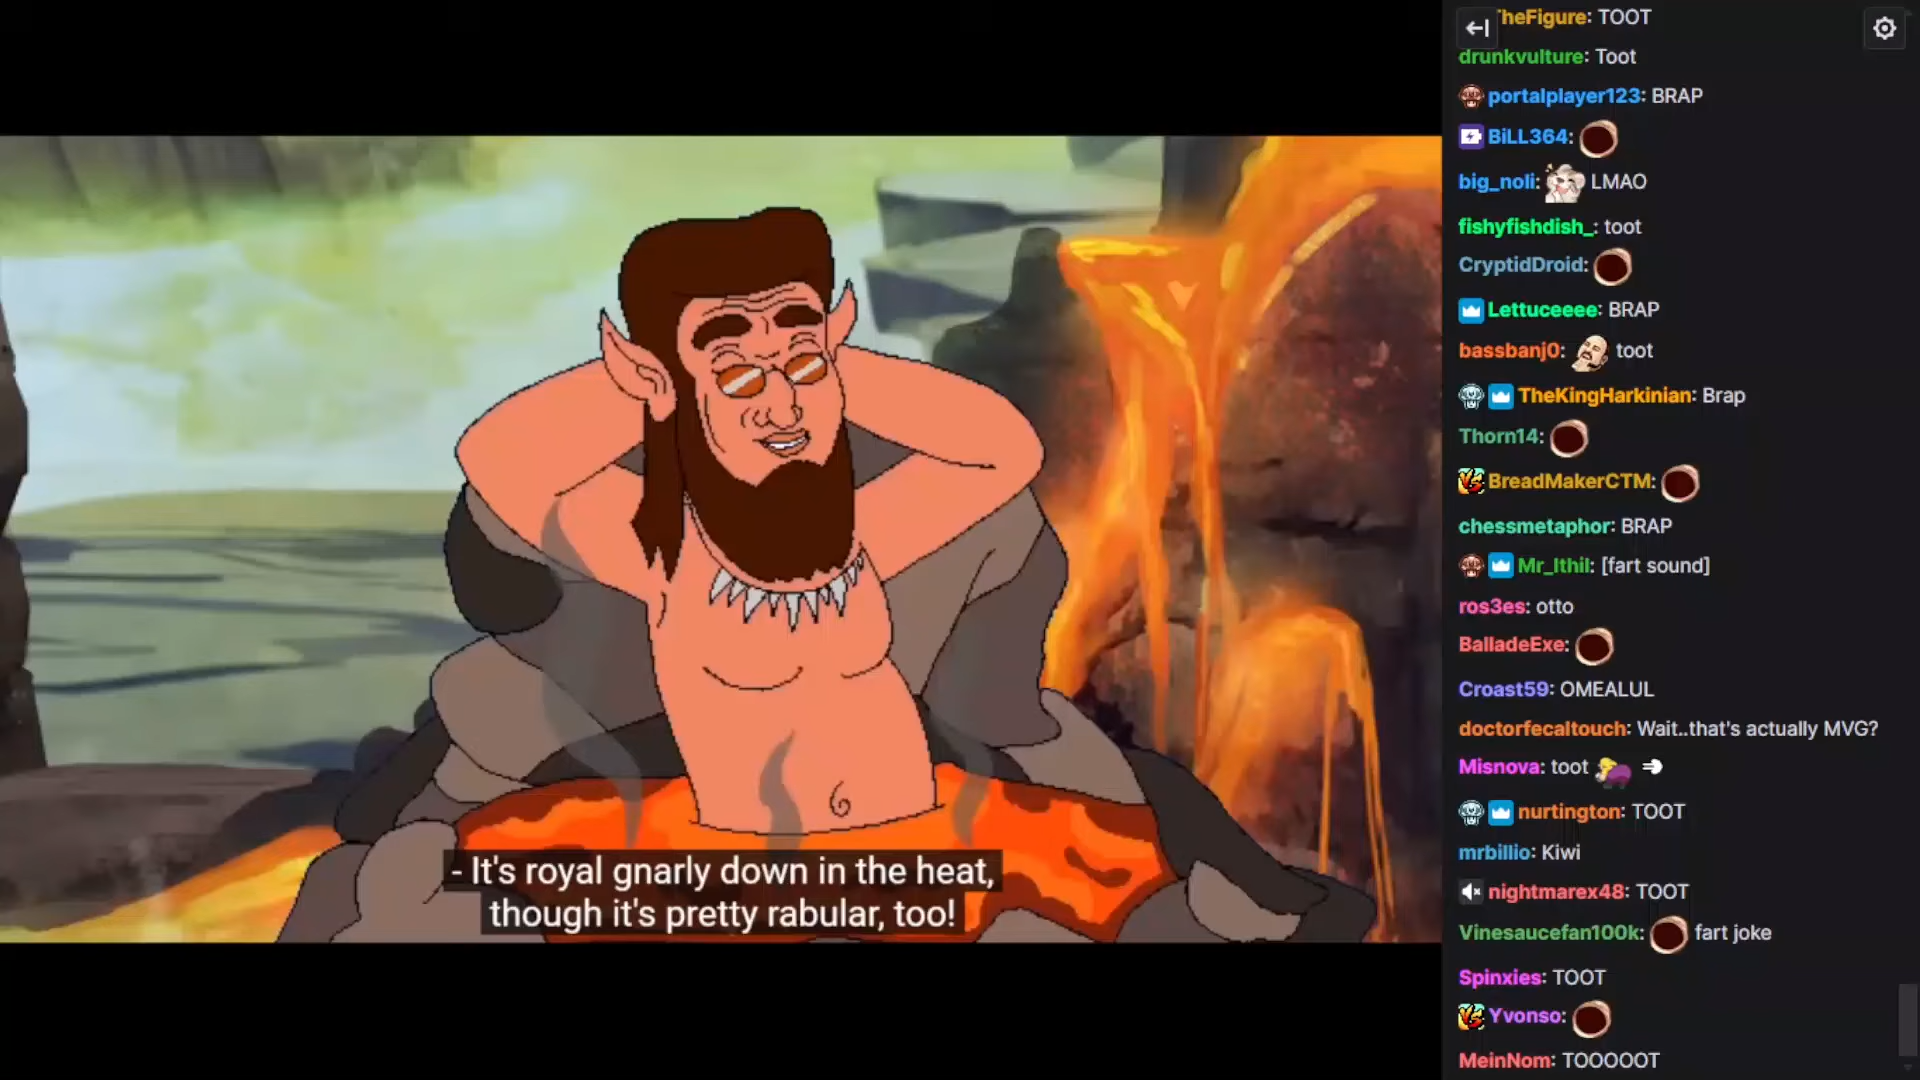 - It's royal gnarly down in the heat,
though it's pretty rabular, too!
TheFigure: TOOT
drunkvulture: Toot
portalplayer123: BRAP
BiLL364:
big_noli: LMAO
fishyfishdish_: toot
CryptidDroid:
Lettuceeee: BRAP
bassbanj0: toot
TheKingHarkinian: Brap
Thorn14:
BreadMakerCTM:
chessmetaphor: BRAP
Mr_Ithil: [fart sound]
ros3es: otto
BalladeExe:
Croast59: OMEALUL
doctorfecaltouch: Wait..that's actually MVG?
Misnova: toot
nurtington: TOOT
mrbillio: Kiwi
nightmarex48: TOOT
Vinesaucefan100k: fart joke
Spinxies: TOOT
Yvonso:
MeinNom: TOOOOOT